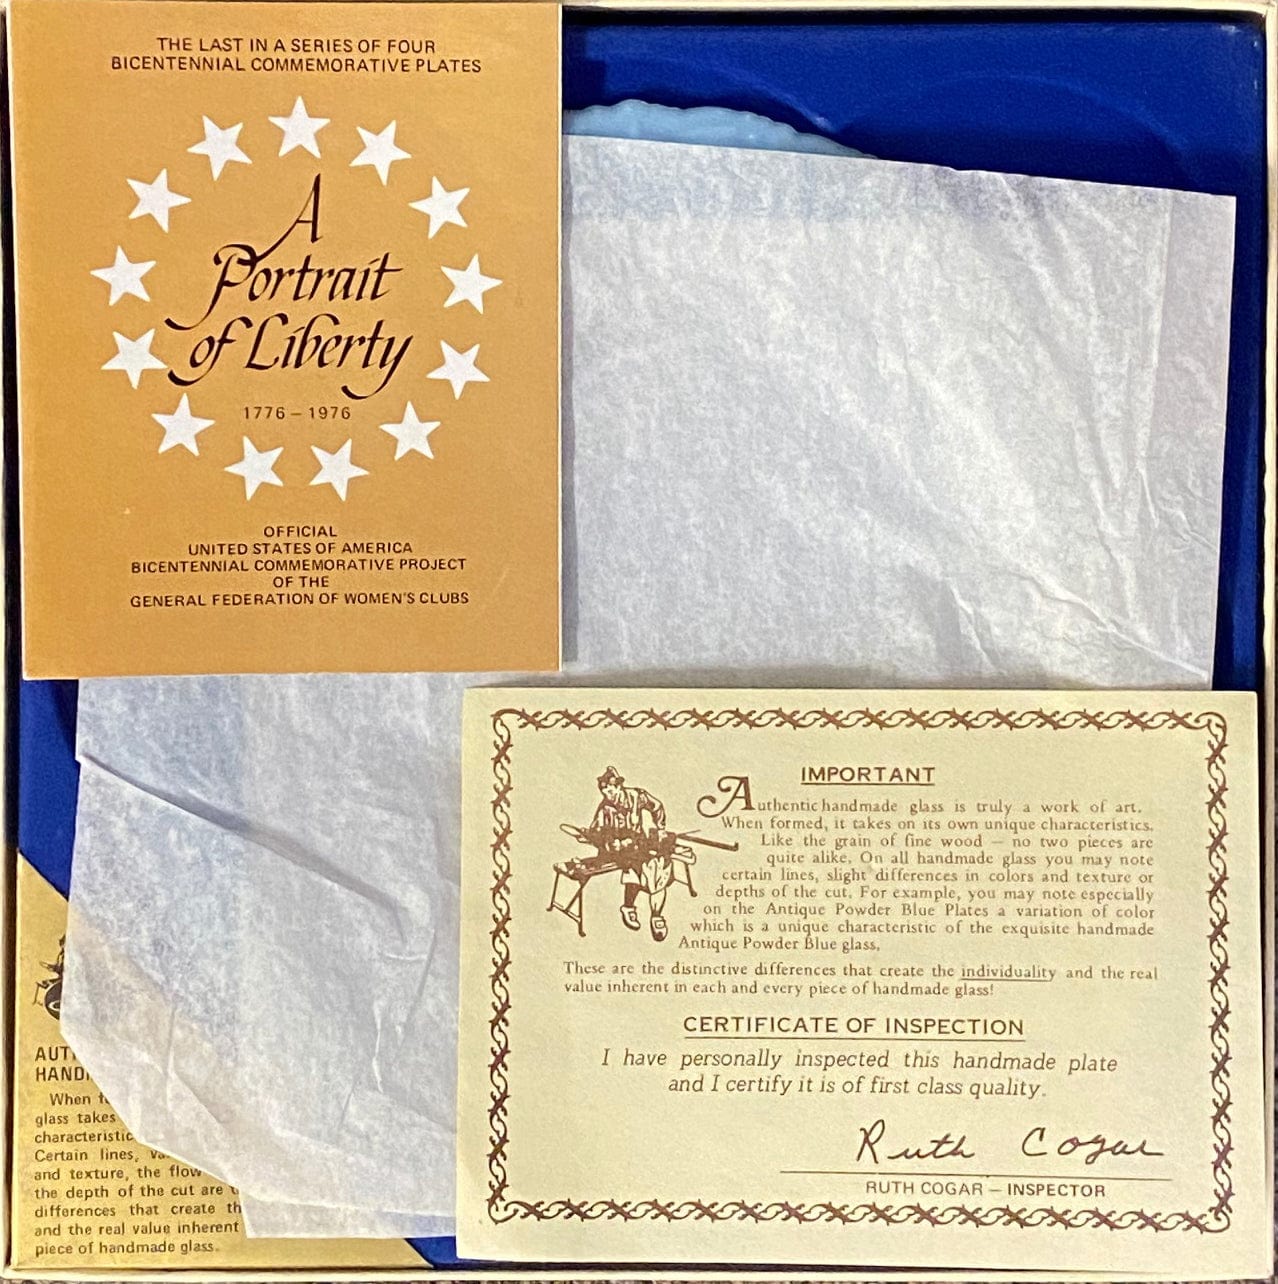 THE LAST IN A SERIES OF FOUR
BICENTENNIAL COMMEMORATIVE PLATES
A
Portrait
of Liberty
1776 – 1976
OFFICIAL
UNITED STATES OF AMERICA
BICENTENNIAL COMMEMORATIVE PROJECT
OF THE
GENERAL FEDERATION OF WOMEN'S CLUBS
IMPORTANT
Authentic handmade glass is truly a work of art.
When formed, it takes on its own unique characteristics.
Like the grain of fine wood — no two pieces are
quite alike. On all handmade glass you may note
certain lines, slight differences in colors and texture or
depths of the cut. For example, you may note especially
on the Antique Powder Blue Plates a variation of color
which is a unique characteristic of the exquisite handmade
Antique Powder Blue glass.
These are the distinctive differences that create the individuality and the real
value inherent in each and every piece of handmade glass!
CERTIFICATE OF INSPECTION
I have personally inspected this handmade plate
and I certify it is of first class quality.
Ruth Cogar
RUTH COGAR — INSPECTOR
When
glass takes
Certain lines,
and texture, the flow
the depth of the cut are
differences that create
and the real value inherent
piece of handmade glass.